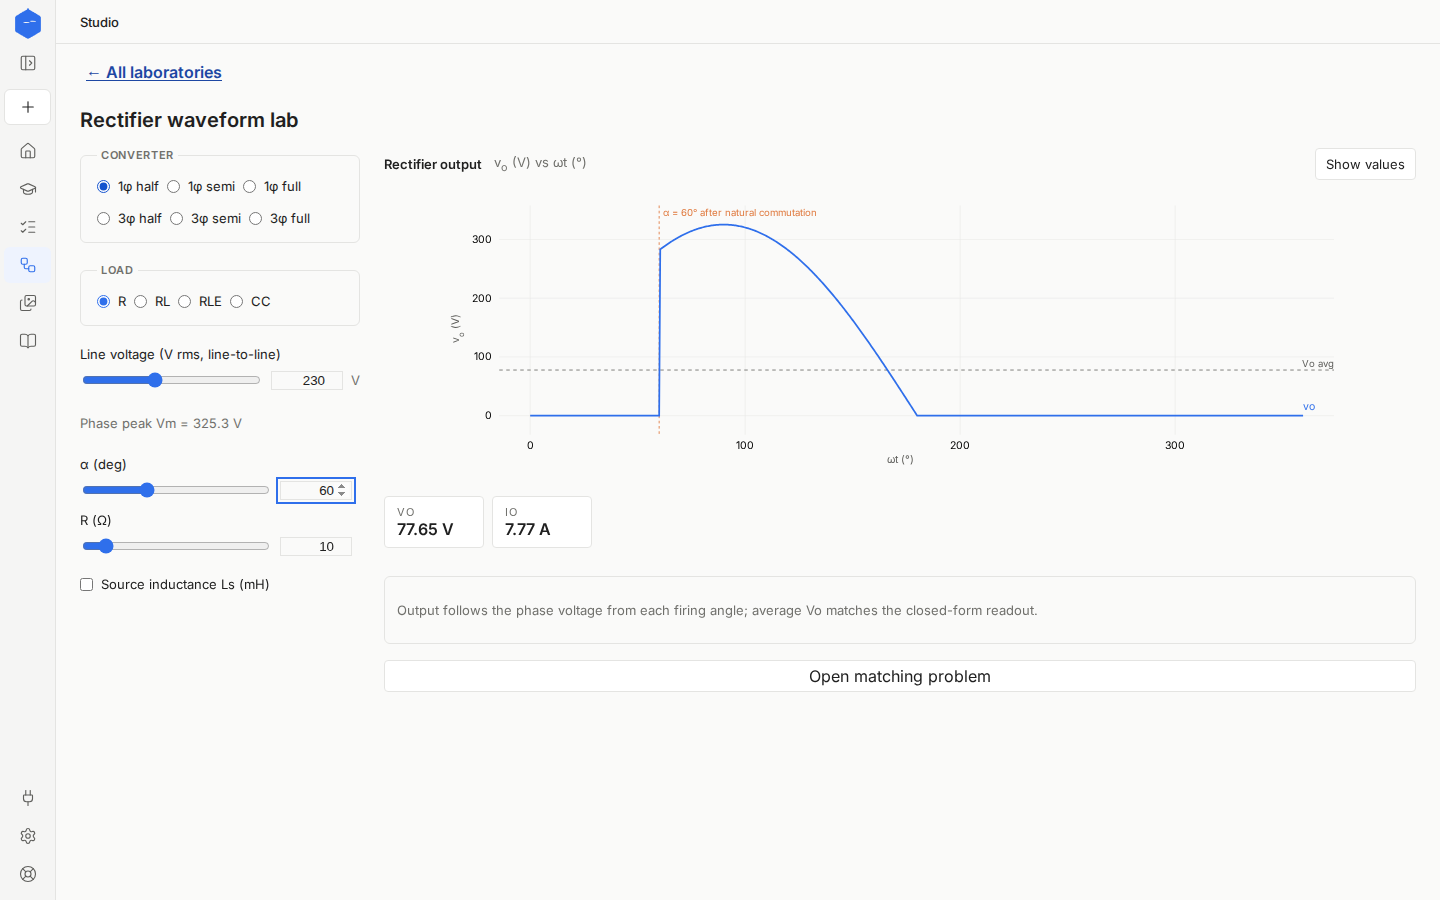 Studio
← All laboratories
Rectifier waveform lab
CONVERTER
1φ half 1φ semi 1φ full
3φ half 3φ semi 3φ full
LOAD
R RL RLE CC
Line voltage (V rms, line-to-line)
230 V
Phase peak Vm = 325.3 V
α (deg)
60
R (Ω)
10
Source inductance Ls (mH)
Rectifier output vo (V) vs ωt (°)
Show values
α = 60° after natural commutation
300
200
100
0
vo (V)
Vo avg
vo
0 100 200 300
ωt (°)
VO
77.65 V
IO
7.77 A
Output follows the phase voltage from each firing angle; average Vo matches the closed-form readout.
Open matching problem